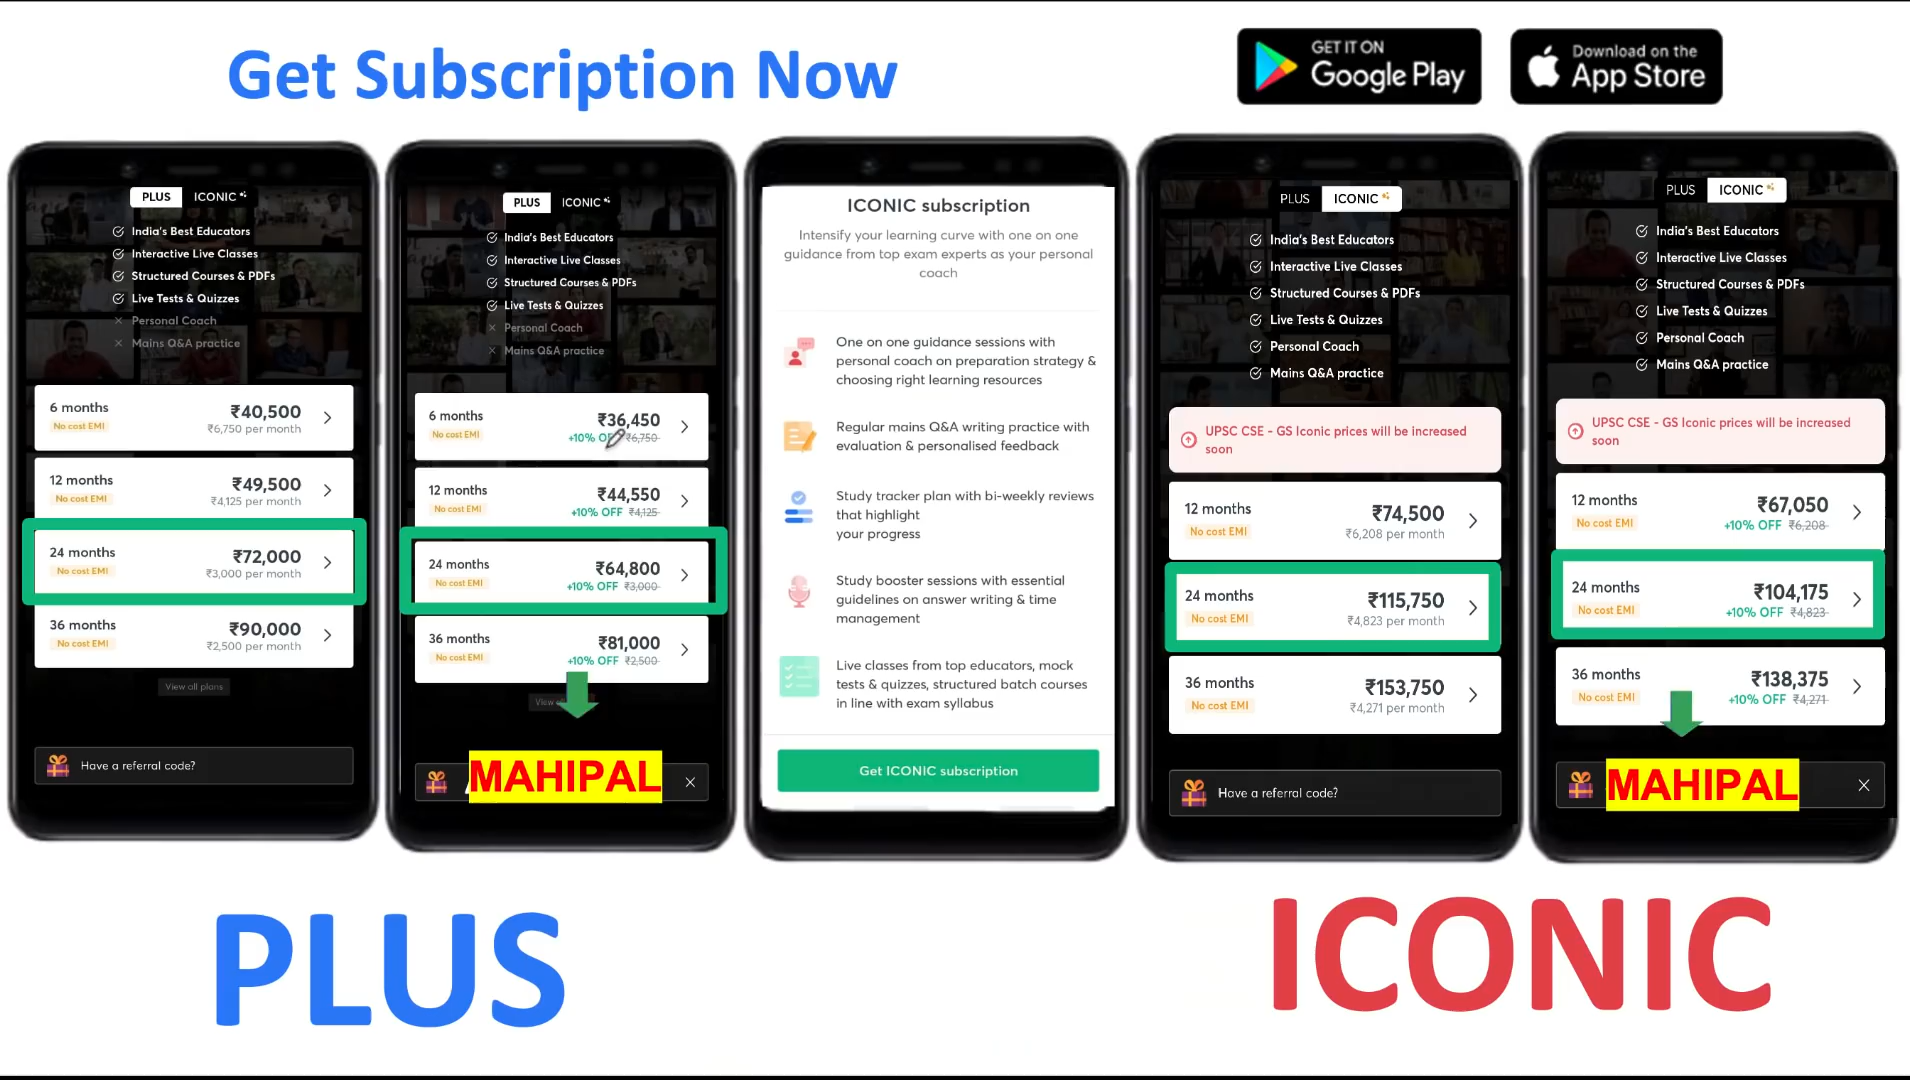 Get Subscription Now
GET IT ON
Google Play
Download on the
App Store
PLUS ICONIC
India's Best Educators
Interactive Live Classes
Structured Courses & PDFs
Live Tests & Quizzes
Personal Coach
Mains Q&A practice
6 months ₹40,500
No cost EMI ₹6,750 per month
12 months ₹49,500
No cost EMI ₹4,125 per month
24 months ₹72,000
No cost EMI ₹3,000 per month
36 months ₹90,000
No cost EMI ₹2,500 per month
View all plans
Have a referral code?
PLUS ICONIC
India's Best Educators
Interactive Live Classes
Structured Courses & PDFs
Live Tests & Quizzes
Personal Coach
Mains Q&A practice
6 months ₹36,450
No cost EMI +10% OFF ₹6,750
12 months ₹44,550
No cost EMI +10% OFF ₹4,125
24 months ₹64,800
No cost EMI +10% OFF ₹3,000
36 months ₹81,000
No cost EMI +10% OFF ₹2,500
View
MAHIPAL
ICONIC subscription
Intensify your learning curve with one on one
guidance from top exam experts as your personal
coach
One on one guidance sessions with
personal coach on preparation strategy &
choosing right learning resources
Regular mains Q&A writing practice with
evaluation & personalised feedback
Study tracker plan with bi-weekly reviews
that highlight
your progress
Study booster sessions with essential
guidelines on answer writing & time
management
Live classes from top educators, mock
tests & quizzes, structured batch courses
in line with exam syllabus
Get ICONIC subscription
PLUS ICONIC
India's Best Educators
Interactive Live Classes
Structured Courses & PDFs
Live Tests & Quizzes
Personal Coach
Mains Q&A practice
UPSC CSE - GS Iconic prices will be increased
soon
12 months ₹74,500
No cost EMI ₹6,208 per month
24 months ₹115,750
No cost EMI ₹4,823 per month
36 months ₹153,750
No cost EMI ₹4,271 per month
Have a referral code?
PLUS ICONIC
India's Best Educators
Interactive Live Classes
Structured Courses & PDFs
Live Tests & Quizzes
Personal Coach
Mains Q&A practice
UPSC CSE - GS Iconic prices will be increased
soon
12 months ₹67,050
No cost EMI +10% OFF ₹6,208
24 months ₹104,175
No cost EMI +10% OFF ₹4,823
36 months ₹138,375
No cost EMI +10% OFF ₹4,271
MAHIPAL
PLUS
ICONIC